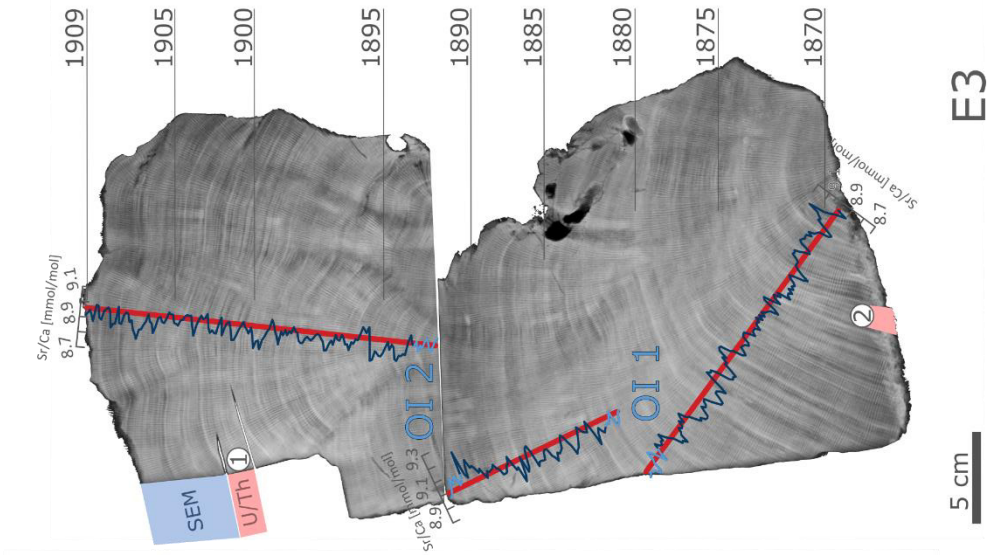 1909
1905
1900
1895
1890
1885
1880
1875
1870
E3
Sr/Ca [mmol/mol]
8.7 8.9 9.1
Sr/Ca [mmol/mol]
8.7
8.9
OI 2
OI 1
Sr/Ca [mmol/mol]
8.9 9.1 9.3
1
2
SEM
U/Th
5 cm